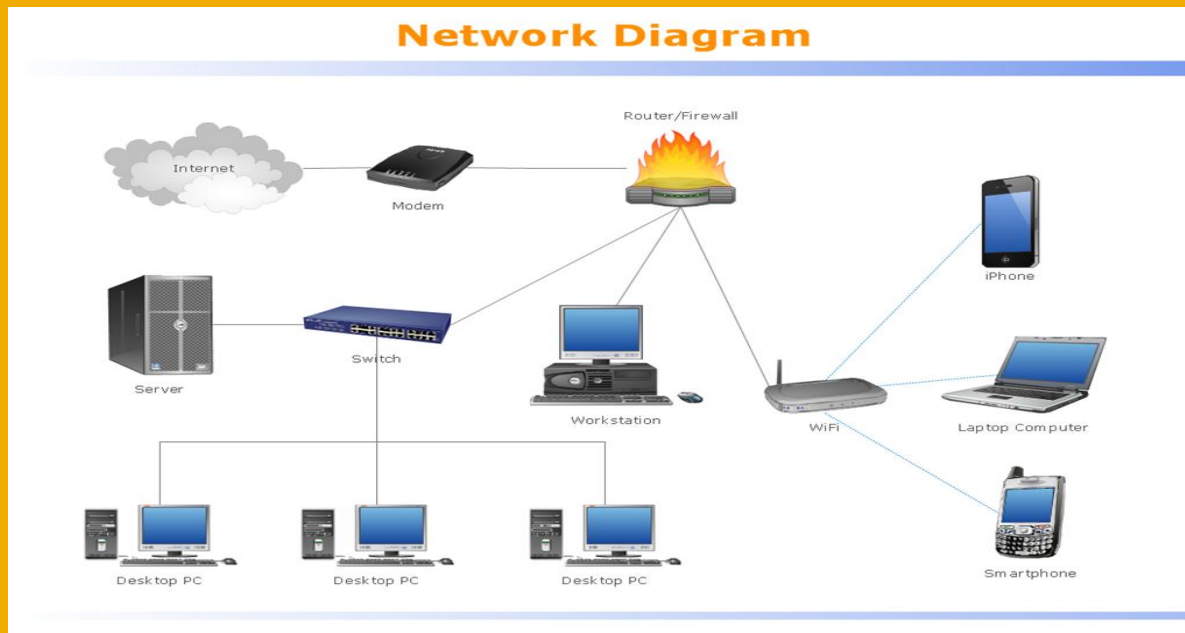 Network Diagram
Router/Firewall
Internet
Modem
iPhone
Switch
Server
Workstation
WiFi
Laptop Computer
Smartphone
Desktop PC
Desktop PC
Desktop PC